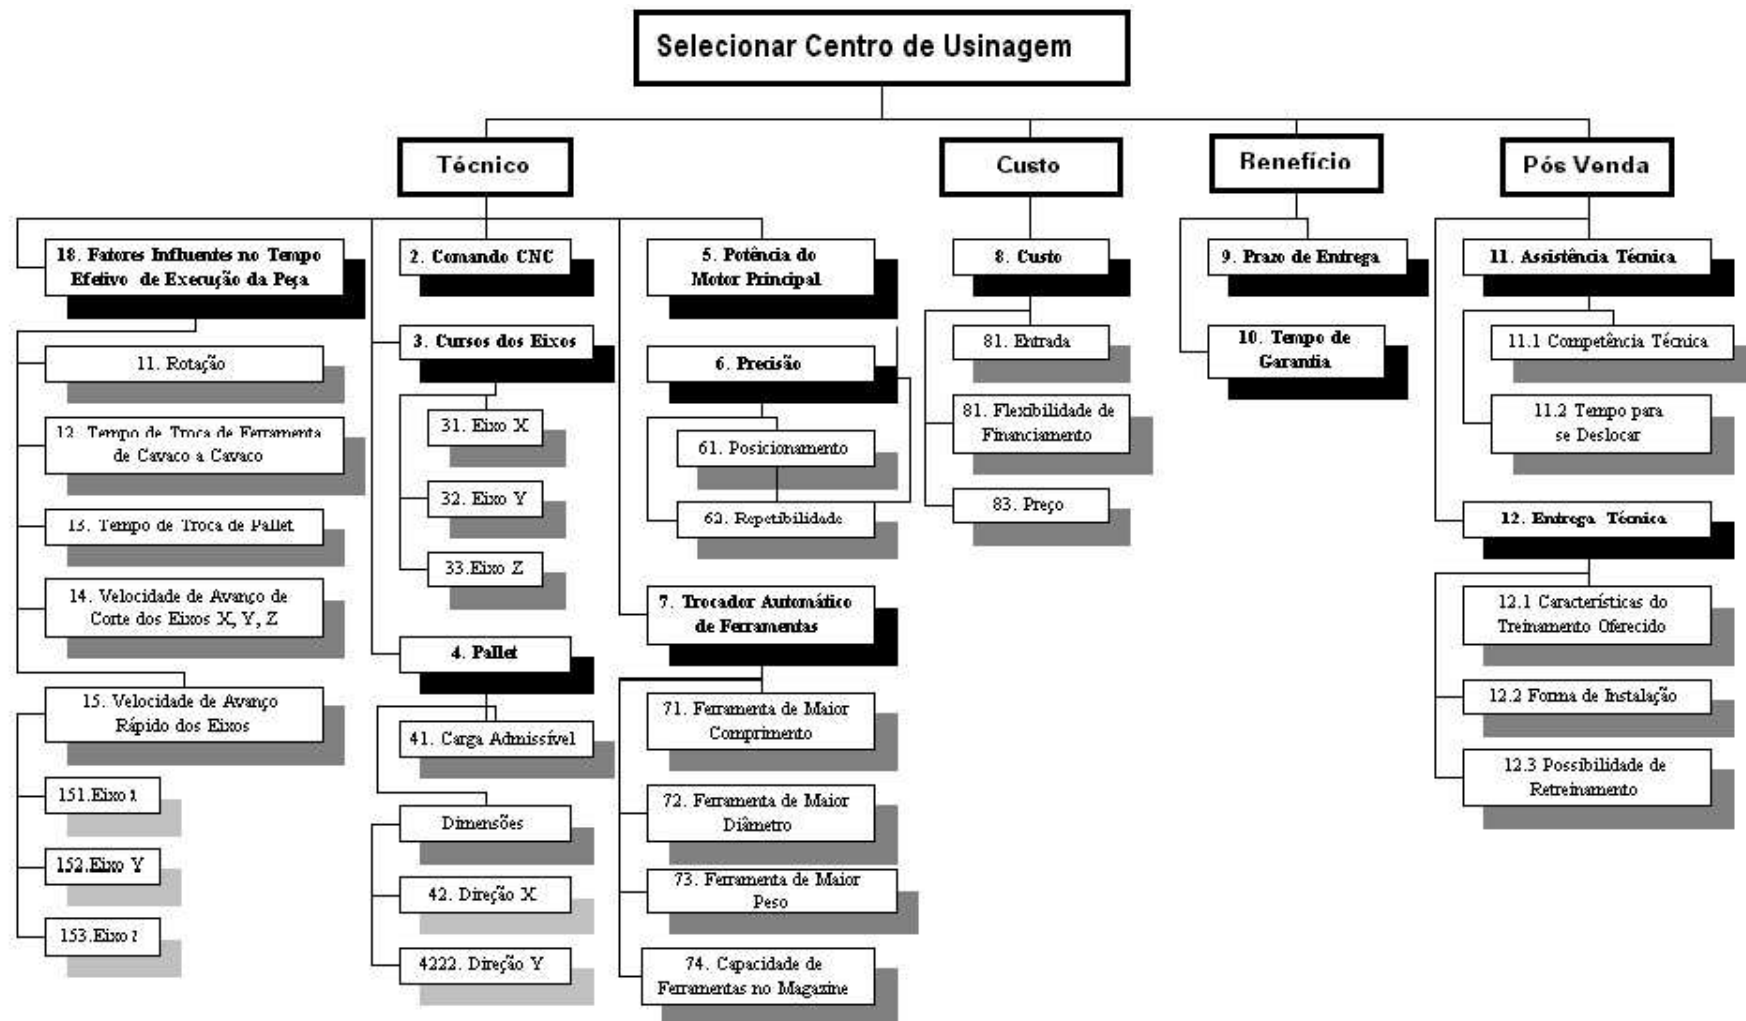 Selecionar Centro de Usinagem
Técnico
Custo
Benefício
Pós Venda
18. Fatores Influentes no Tempo
Efetivo de Execução da Peça
11. Rotação
12. Tempo de Troca de Ferramenta
de Cavaco a Cavaco
13. Tempo de Troca de Pallet
14. Velocidade de Avanço de
Corte dos Eixos X, Y, Z
15. Velocidade de Avanço
Rápido dos Eixos
151.Eixo
152.Eixo Y
153.Eixo
2. Comando CNC
3. Cursos dos Eixos
31. Eixo X
32. Eixo Y
33.Eixo Z
4. Pallet
41. Carga Admissível
Dimensões
42. Direção X
4222. Direção Y
5. Potência do
Motor Principal
6. Precisão
61. Posicionamento
62. Repetibilidade
7. Trocador Automático
de Ferramentas
71. Ferramenta de Maior
Comprimento
72. Ferramenta de Maior
Diâmetro
73. Ferramenta de Maior
Peso
74. Capacidade de
Ferramentas no Magazine
8. Custo
81. Entrada
81. Flexibilidade de
Financiamento
83. Preço
9. Prazo de Entrega
10. Tempo de
Garantia
11. Assistência Técnica
11.1 Competência Técnica
11.2 Tempo para
se Deslocar
12. Entrega Técnica
12.1 Características do
Treinamento Oferecido
12.2 Forma de Instalação
12.3 Possibilidade de
Retreinamento